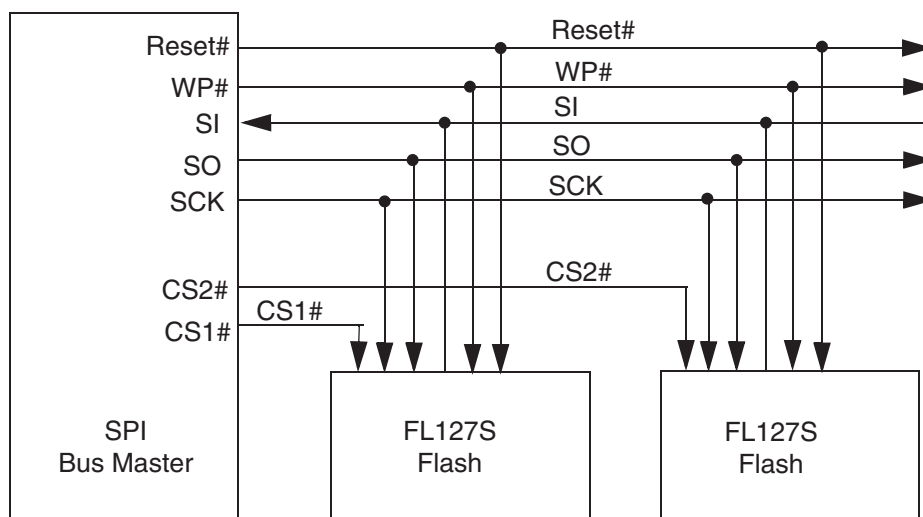 Reset#
Reset#
WP#
WP#
SI
SI
SO
SO
SCK
SCK
CS2#
CS2#
CS1#
CS1#
SPI
Bus Master
FL127S
Flash
FL127S
Flash